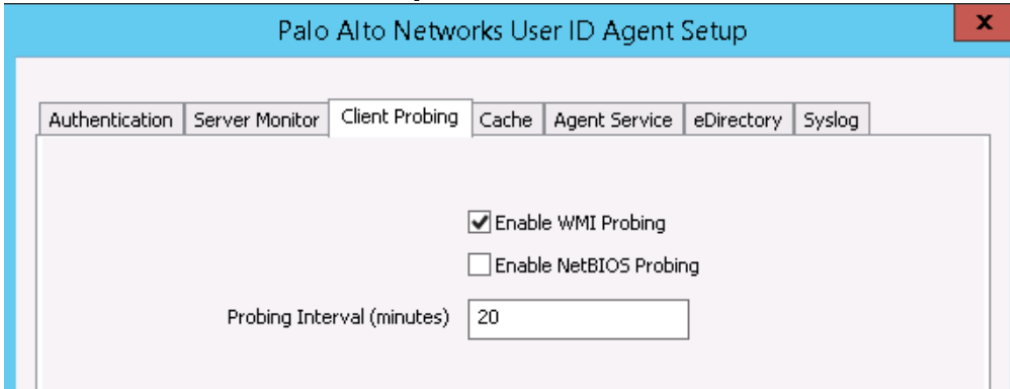 Palo Alto Networks User ID Agent Setup
x
Authentication Server Monitor Client Probing Cache Agent Service eDirectory Syslog
Enable WMI Probing
Enable NetBIOS Probing
Probing Interval (minutes) 20